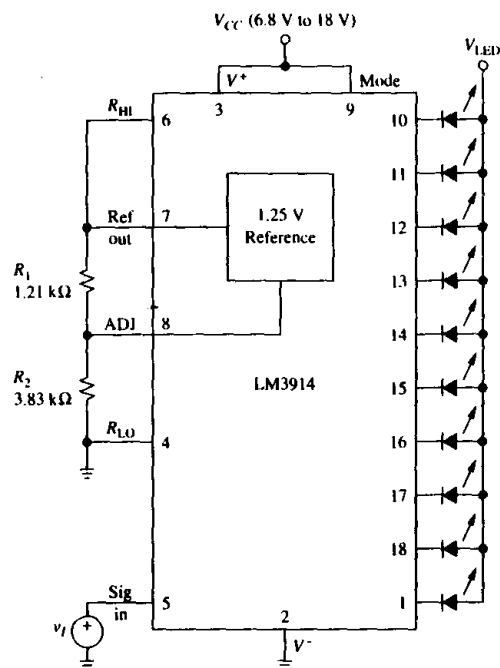 V_CC (6.8 V to 18 V)
V_LED
V^+
Mode
3
9
R_HI
6
10
11
Ref
out
7
1.25 V
Reference
12
R_1
1.21 kΩ
13
ADJ
8
14
R_2
3.83 kΩ
LM3914
15
R_LO
4
16
17
18
Sig
in
5
1
v_I
+
2
V^-